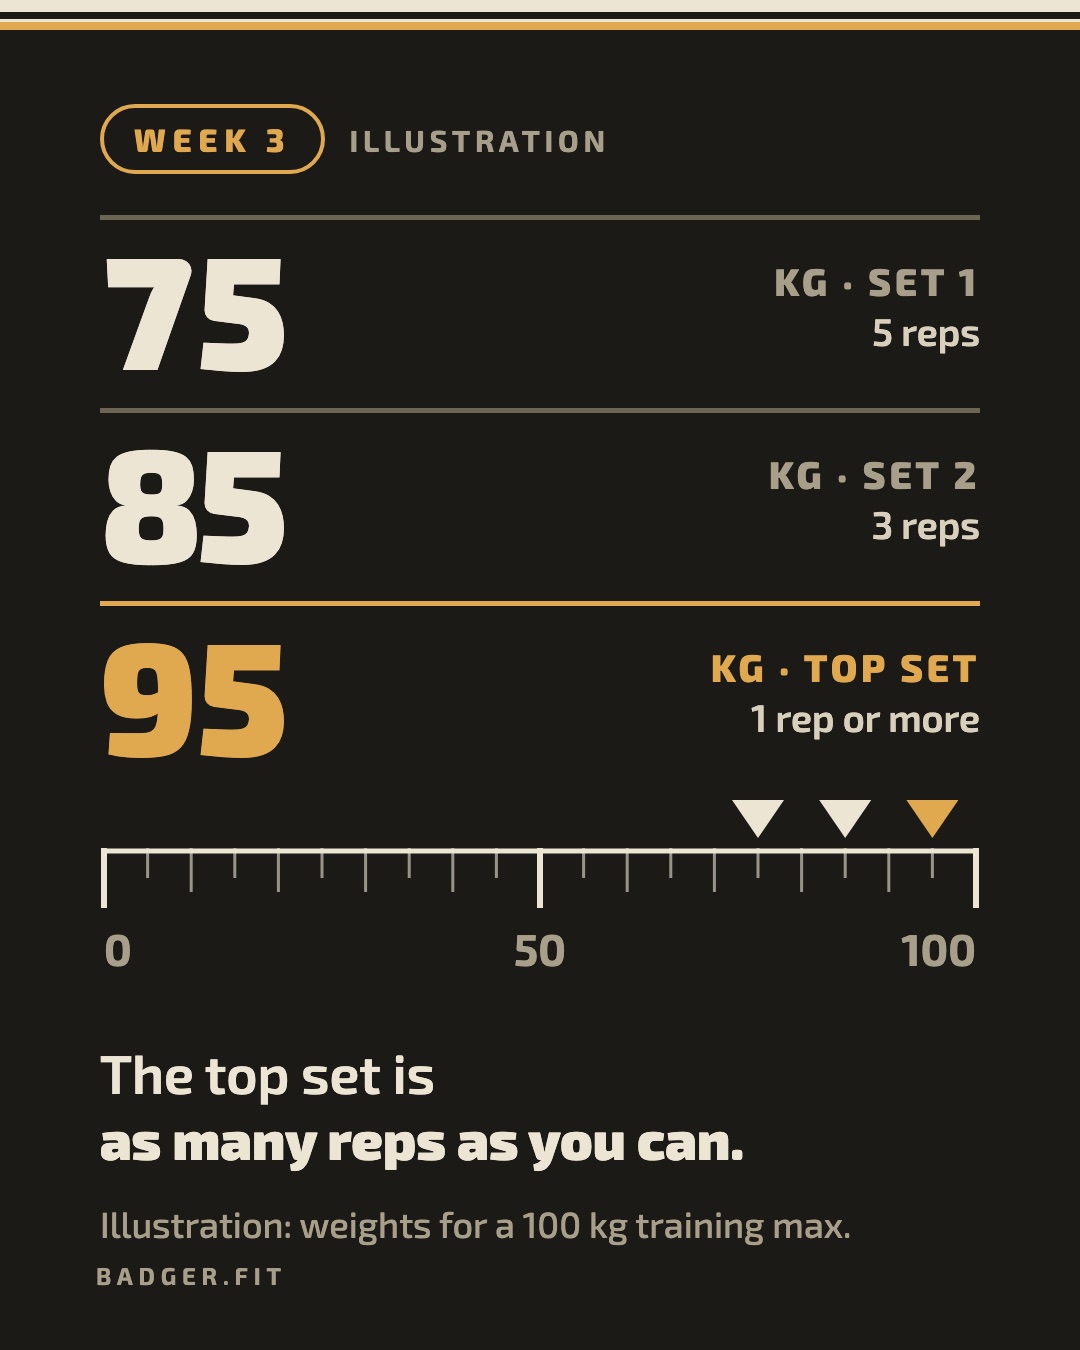 WEEK 3 ILLUSTRATION
75 KG · SET 1
5 reps
85 KG · SET 2
3 reps
95 KG · TOP SET
1 rep or more
0 50 100
The top set is
as many reps as you can.
Illustration: weights for a 100 kg training max.
BADGER.FIT